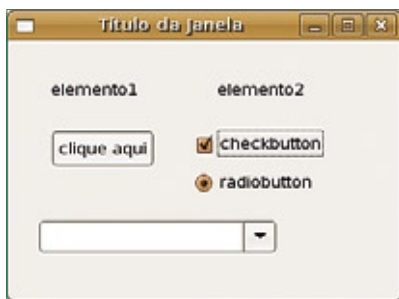 Título da Janela
elemento1 elemento2
clique aqui
checkbutton
radiobutton